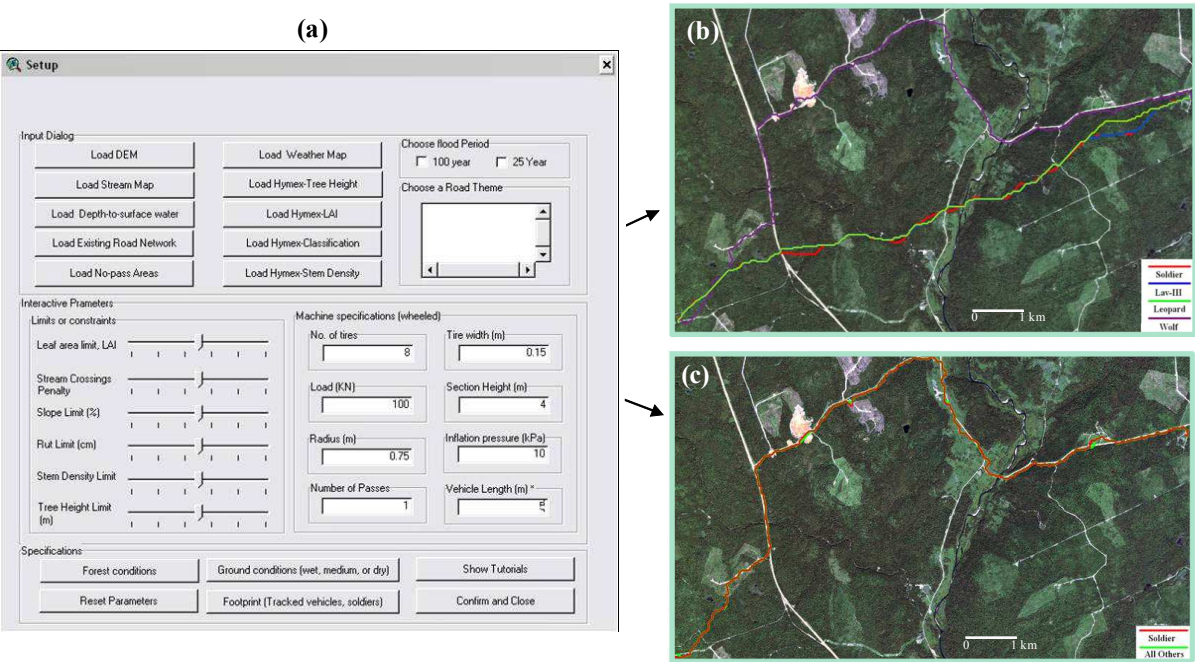 (a)
Setup
Input Dialog
Load DEM
Load Weather Map
Load Stream Map
Load Hymex-Tree Height
Load Depth-to-surface water
Load Hymex-LAI
Load Existing Road Network
Load Hymex-Classification
Load No-pass Areas
Load Hymex-Stem Density
Choose flood Period
100 year
25 Year
Choose a Road Theme
Interactive Prameters
Limits or constraints
Leaf area limit, LAI
Stream Crossings
Penalty
Slope Limit (%)
Rut Limit (cm)
Stem Density Limit
Tree Height Limit
(m)
Machine specifications (wheeled)
No. of tires
8
Tire width (m)
0.15
Load (KN)
100
Section Height (m)
4
Radius (m)
0.75
Inflation pressure (kPa)
10
Number of Passes
1
Vehicle Length (m) *
Specifications
Forest conditions
Ground conditions (wet, medium, or dry)
Show Tutorials
Reset Parameters
Footprint (Tracked vehicles, soldiers)
Confirm and Close
(b)
0 1 km
Soldier
Lav-III
Leopard
Wolf
(c)
0 1 km
Soldier
All Others